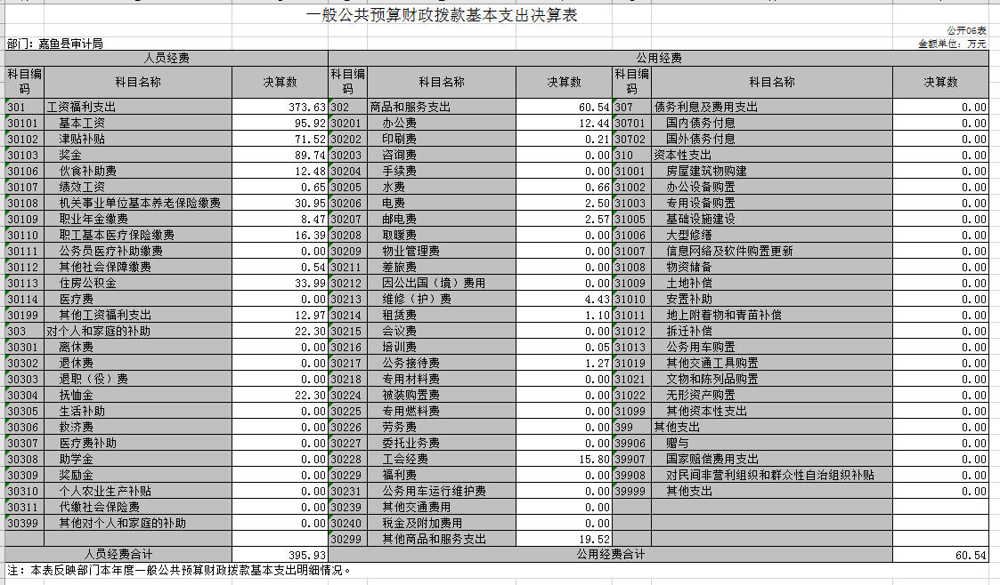 一般公共预算财政拨款基本支出决算表
公开06表
部门：嘉鱼县审计局 金额单位：万元
人员经费 公用经费
科目编码 科目名称 决算数 科目编码 科目名称 决算数 科目编码 科目名称 决算数
301 工资福利支出 373.63 302 商品和服务支出 60.54 307 债务利息及费用支出 0.00
30101 基本工资 95.92 30201 办公费 12.44 30701 国内债务付息 0.00
30102 津贴补贴 71.52 30202 印刷费 0.21 30702 国外债务付息 0.00
30103 奖金 89.74 30203 咨询费 0.00 310 资本性支出 0.00
30106 伙食补助费 12.48 30204 手续费 0.00 31001 房屋建筑物购建 0.00
30107 绩效工资 0.65 30205 水费 0.66 31002 办公设备购置 0.00
30108 机关事业单位基本养老保险缴费 30.95 30206 电费 2.50 31003 专用设备购置 0.00
30109 职业年金缴费 8.47 30207 邮电费 2.57 31005 基础设施建设 0.00
30110 职工基本医疗保险缴费 16.39 30208 取暖费 0.00 31006 大型修缮 0.00
30111 公务员医疗补助缴费 0.00 30209 物业管理费 0.00 31007 信息网络及软件购置更新 0.00
30112 其他社会保障缴费 0.54 30211 差旅费 0.00 31008 物资储备 0.00
30113 住房公积金 33.99 30212 因公出国（境）费用 0.00 31009 土地补偿 0.00
30114 医疗费 0.00 30213 维修（护）费 4.43 31010 安置补助 0.00
30199 其他工资福利支出 12.97 30214 租赁费 1.10 31011 地上附着物和青苗补偿 0.00
303 对个人和家庭的补助 22.30 30215 会议费 0.00 31012 拆迁补偿 0.00
30301 离休费 0.00 30216 培训费 0.05 31013 公务用车购置 0.00
30302 退休费 0.00 30217 公务接待费 1.27 31019 其他交通工具购置 0.00
30303 退职（役）费 0.00 30218 专用材料费 0.00 31021 文物和陈列品购置 0.00
30304 抚恤金 22.30 30224 被装购置费 0.00 31022 无形资产购置 0.00
30305 生活补助 0.00 30225 专用燃料费 0.00 31099 其他资本性支出 0.00
30306 救济费 0.00 30226 劳务费 0.00 399 其他支出 0.00
30307 医疗费补助 0.00 30227 委托业务费 0.00 39906 赠与 0.00
30308 助学金 0.00 30228 工会经费 15.80 39907 国家赔偿费用支出 0.00
30309 奖励金 0.00 30229 福利费 0.00 39908 对民间非营利组织和群众性自治组织补贴 0.00
30310 个人农业生产补贴 0.00 30231 公务用车运行维护费 0.00 39999 其他支出 0.00
30311 代缴社会保险费 0.00 30239 其他交通费用 0.00
30399 其他对个人和家庭的补助 0.00 30240 税金及附加费用 0.00
30299 其他商品和服务支出 19.52
人员经费合计 395.93 公用经费合计 60.54
注：本表反映部门本年度一般公共预算财政拨款基本支出明细情况。